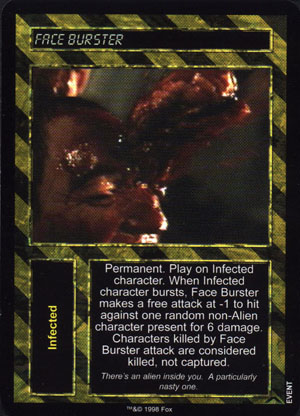 FACE BURSTER
Infected
Permanent. Play on Infected
character. When Infected
character bursts, Face Burster
makes a free attack at -1 to hit
against one random non-Alien
character present for 6 damage.
Characters killed by Face
Burster attack are considered
killed, not captured.
There's an alien inside you. A particularly
nasty one.
EVENT
™&© 1998 Fox